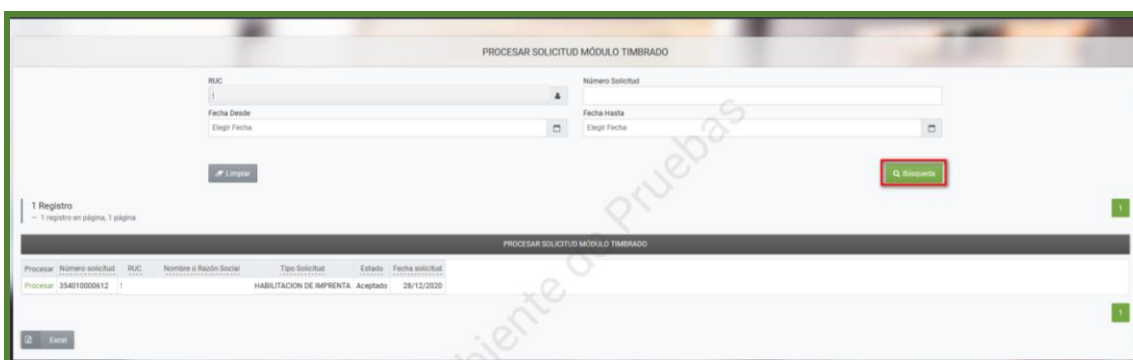 PROCESAR SOLICITUD MÓDULO TIMBRADO
RUC
Número Solicitud
!
Fecha Desde
Fecha Hasta
Elegir Fecha
Elegir Fecha
Limpiar
Búsqueda
1 Registro
— 1 registro en página, 1 página
1
PROCESAR SOLICITUD MÓDULO TIMBRADO
Procesar Número solicitud RUC Nombre o Razón Social Tipo Solicitud Estado Fecha solicitud
Procesar 354010000612 ! HABILITACION DE IMPRENTA Aceptado 28/12/2020
1
Excel
biente de Pruebas